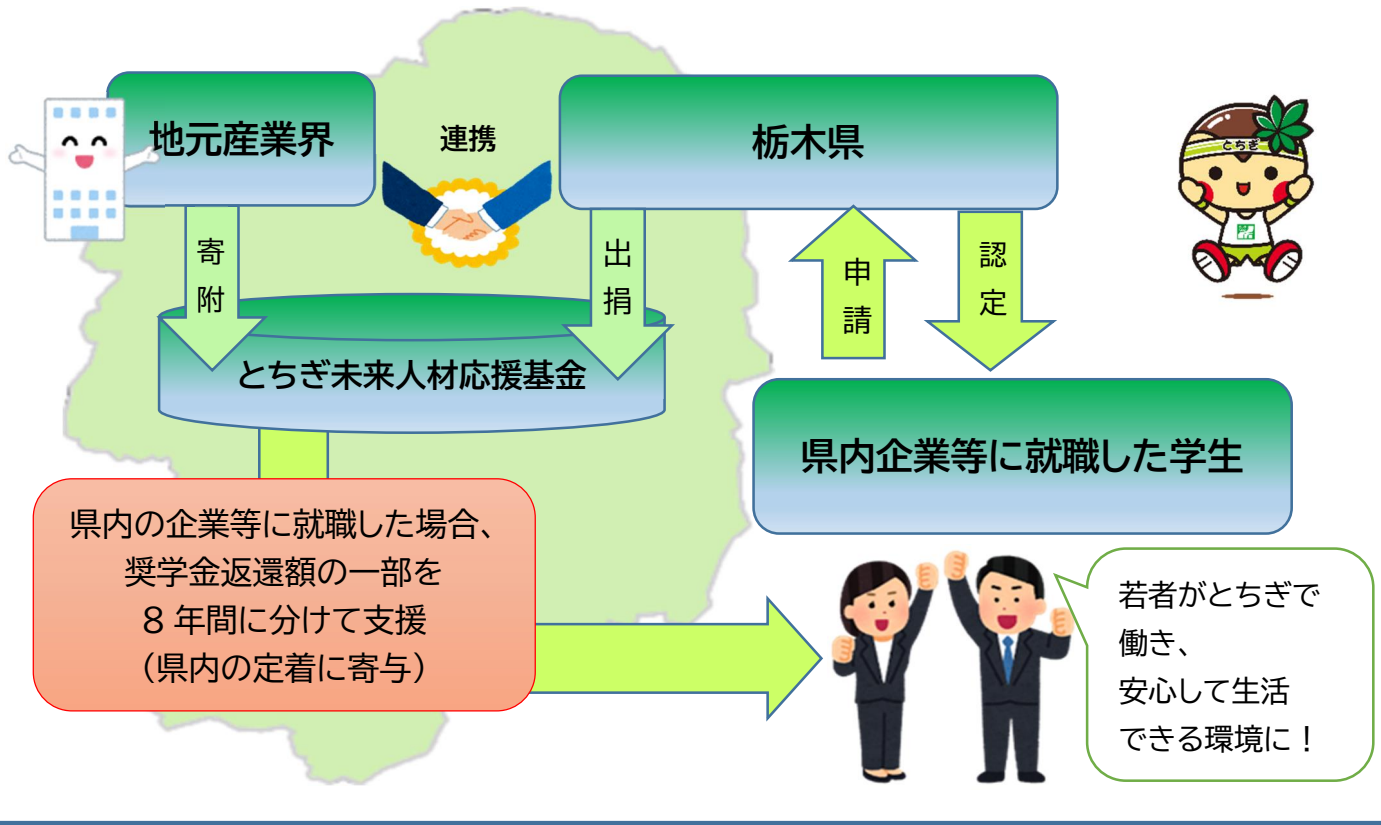 地元産業界
連携
栃木県
とちぎ
寄附
出捐
申請
認定
とちぎ未来人材応援基金
県内企業等に就職した学生
県内の企業等に就職した場合、
奨学金返還額の一部を
８年間に分けて支援
（県内の定着に寄与）
若者がとちぎで
働き、
安心して生活
できる環境に！